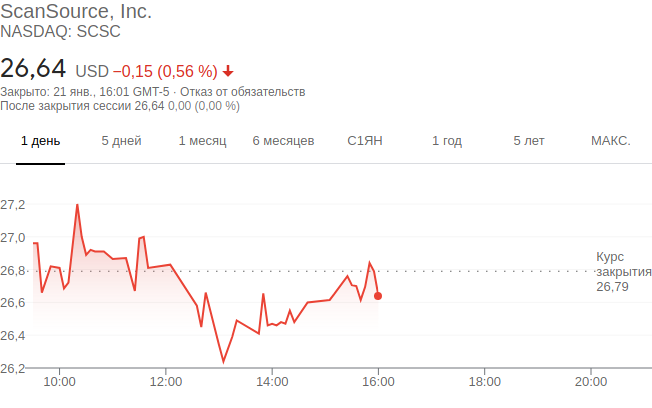 ScanSource, Inc.
NASDAQ: SCSC
26,64 USD −0,15 (0,56 %)
Закрыто: 21 янв., 16:01 GMT-5 · Отказ от обязательств
После закрытия сессии 26,64 0,00 (0,00 %)
1 день 5 дней 1 месяц 6 месяцев С1ЯН 1 год 5 лет МАКС.
27,2
27,0
26,8
26,6
26,4
26,2
Курс
закрытия
26,79
10:00 12:00 14:00 16:00 18:00 20:00